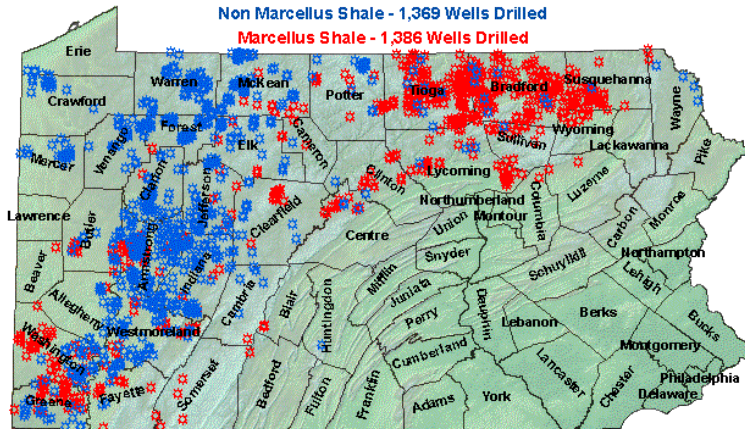 Non Marcellus Shale - 1,369 Wells Drilled
Marcellus Shale - 1,386 Wells Drilled
Erie
Warren
McKean
Potter
Tioga
Bradford
Susquehanna
Crawford
Wayne
Forest
Wyoming
Venango
Elk
Cameron
Sullivan
Lackawanna
Pike
Mercer
Clarion
Clinton
Lycoming
Jefferson
Clearfield
Northumberland
Montour
Columbia
Luzerne
Monroe
Lawrence
Butler
Union
Carbon
Centre
Armstrong
Snyder
Northampton
Beaver
Indiana
Mifflin
Schuylkill
Lehigh
Allegheny
Cambria
Blair
Huntingdon
Juniata
Dauphin
Westmoreland
Perry
Lebanon
Berks
Bucks
Washington
Cumberland
Montgomery
Somerset
Bedford
Fulton
Franklin
Lancaster
Chester
Philadelphia
Greene
Fayette
Adams
York
Delaware